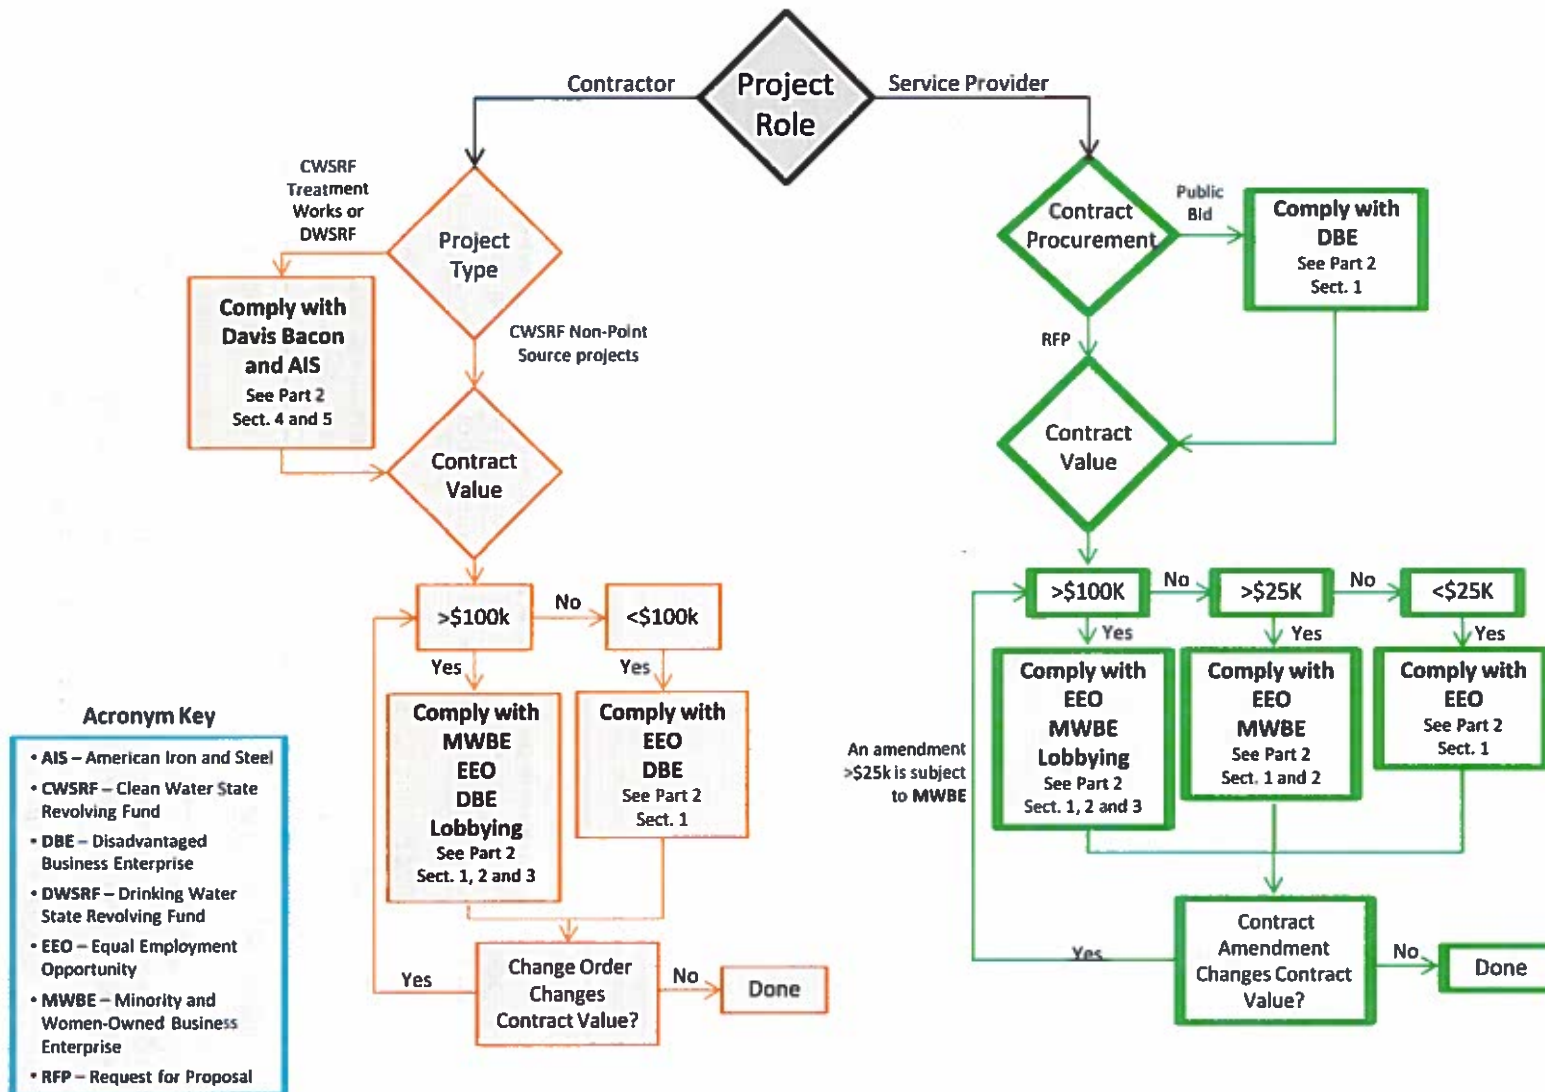 Project
Role
Contractor
Service Provider
CWSRF
Treatment
Works or
DWSRF
Project
Type
Comply with
Davis Bacon
and AIS
See Part 2
Sect. 4 and 5
CWSRF Non-Point
Source projects
Contract
Value
>$100k
No
<$100k
Yes
Yes
Comply with
MWBE
EEO
DBE
Lobbying
See Part 2
Sect. 1, 2 and 3
Comply with
EEO
DBE
See Part 2
Sect. 1
Change Order
Changes
Contract Value?
Yes
No
Done
Contract
Procurement
Public
Bid
Comply with
DBE
See Part 2
Sect. 1
RFP
Contract
Value
>$100K
No
>$25K
No
<$25K
Yes
Yes
Yes
Comply with
EEO
MWBE
Lobbying
See Part 2
Sect. 1, 2 and 3
Comply with
EEO
MWBE
See Part 2
Sect. 1 and 2
Comply with
EEO
See Part 2
Sect. 1
An amendment
>$25k is subject
to MWBE
Contract
Amendment
Changes Contract
Value?
Yes
No
Done
Acronym Key
• AIS – American Iron and Steel
• CWSRF – Clean Water State
Revolving Fund
• DBE – Disadvantaged
Business Enterprise
• DWSRF – Drinking Water
State Revolving Fund
• EEO – Equal Employment
Opportunity
• MWBE – Minority and
Women-Owned Business
Enterprise
• RFP – Request for Proposal